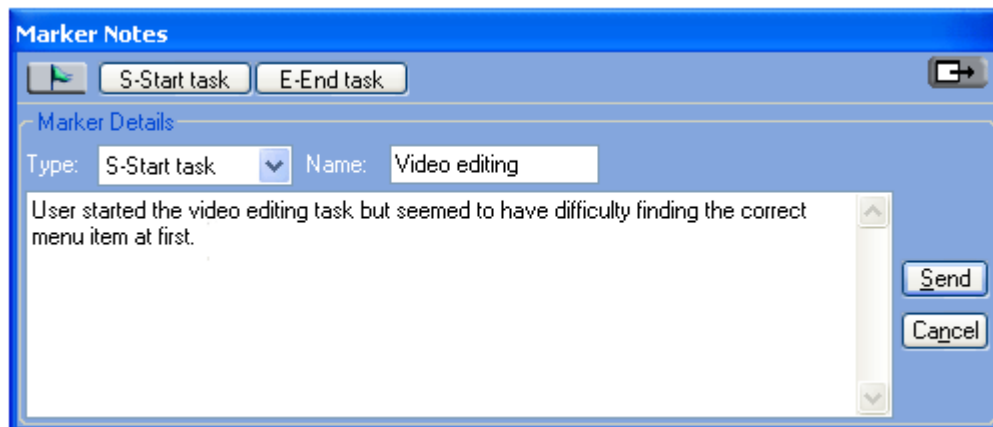 Marker Notes
S-Start task E-End task
Marker Details
Type: S-Start task Name: Video editing
User started the video editing task but seemed to have difficulty finding the correct
menu item at first.
Send
Cancel